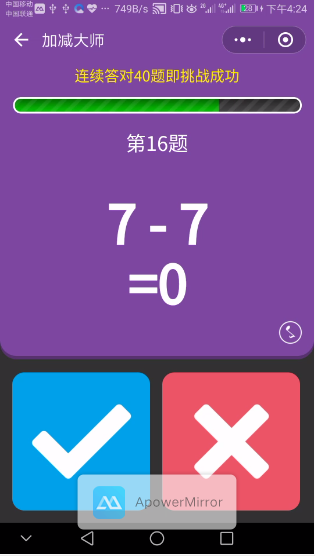 中国移动
中国联通
749B/s
下午4:24
加减大师
连续答对40题即挑战成功
第16题
7 - 7
=0
ApowerMirror